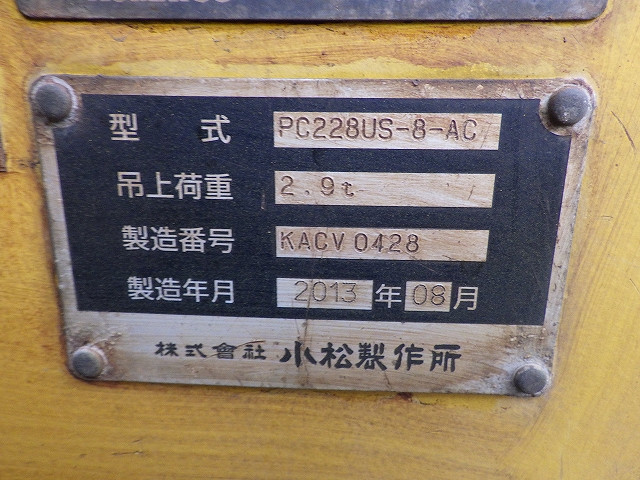 型 式 PC228US-8-AC
吊上荷重 2.9t
製造番号 KACV0428
製造年月 2013年08月
株式會社 小松製作所